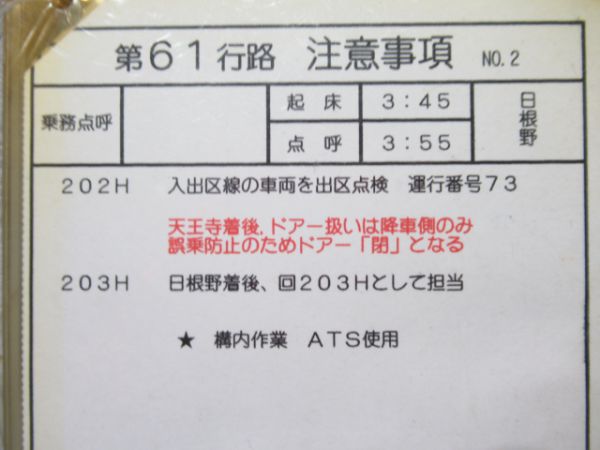 第61行路 注意事項 NO.2
乗務点呼 起床 3:45 日根野
点呼 3:55
202H 入出区線の車両を出区点検 運行番号73
天王寺着後,ドアー扱いは降車側のみ
誤乗防止のためドアー「閉」となる
203H 日根野着後、回203Hとして担当
★ 構内作業 ATS使用